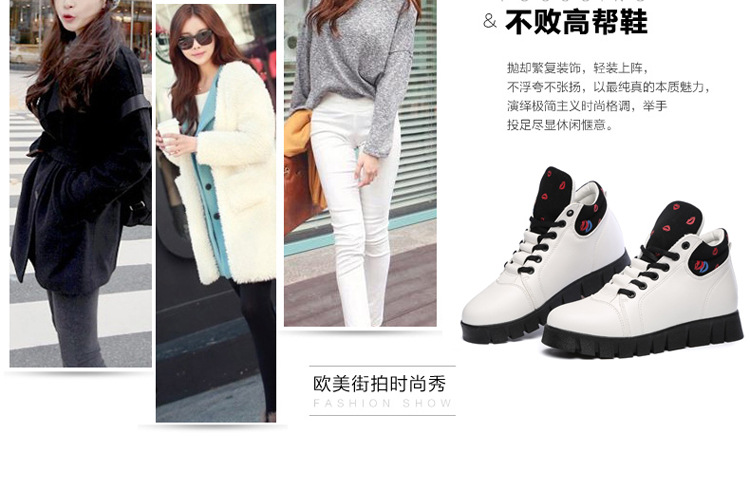 & 不败高帮鞋
抛却繁复装饰，轻装上阵，
不浮夸不张扬，以最纯真的本质魅力，
演绎极简主义时尚格调，举手
投足尽显休闲惬意。
欧美街拍时尚秀
FASHION SHOW